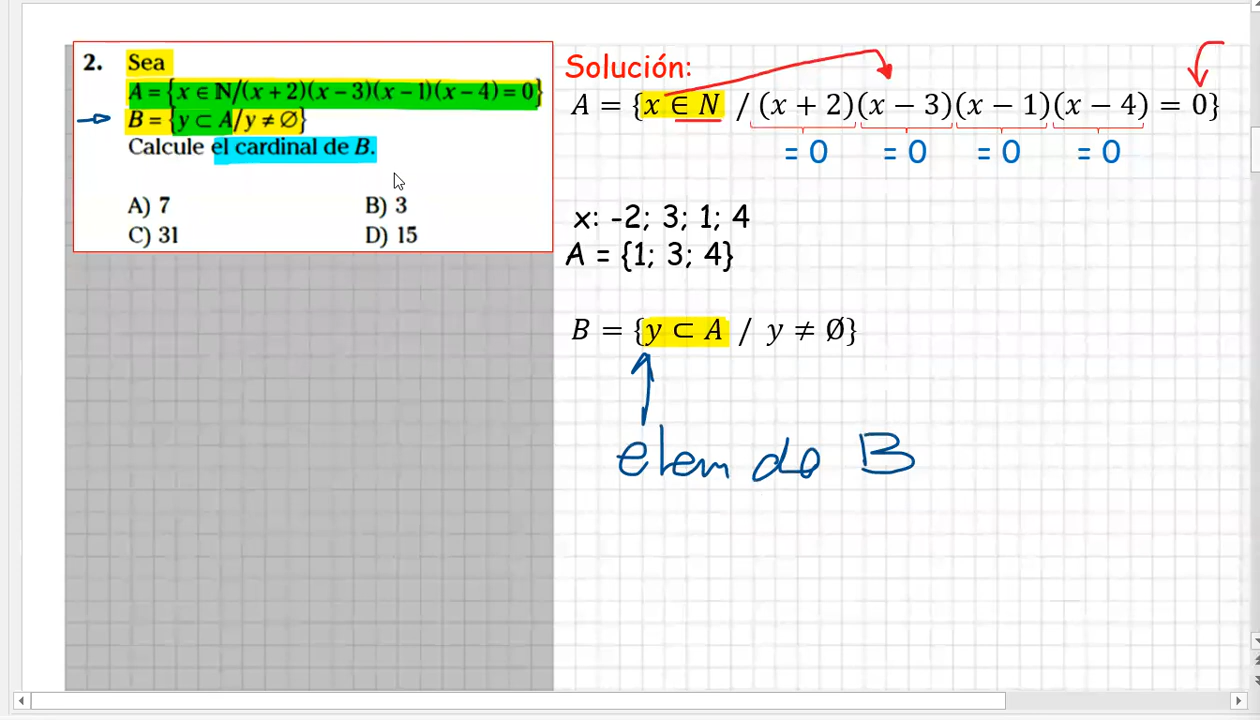 2. Sea
A = {x ∈ N/(x + 2)(x − 3)(x − 1)(x − 4) = 0}
B = {y ⊂ A/y ≠ ∅}
Calcule el cardinal de B.
A) 7 B) 3
C) 31 D) 15
Solución:
A = {x ∈ N / (x + 2)(x − 3)(x − 1)(x − 4) = 0}
= 0 = 0 = 0 = 0
x: -2; 3; 1; 4
A = {1; 3; 4}
B = {y ⊂ A / y ≠ Ø}
elem de B